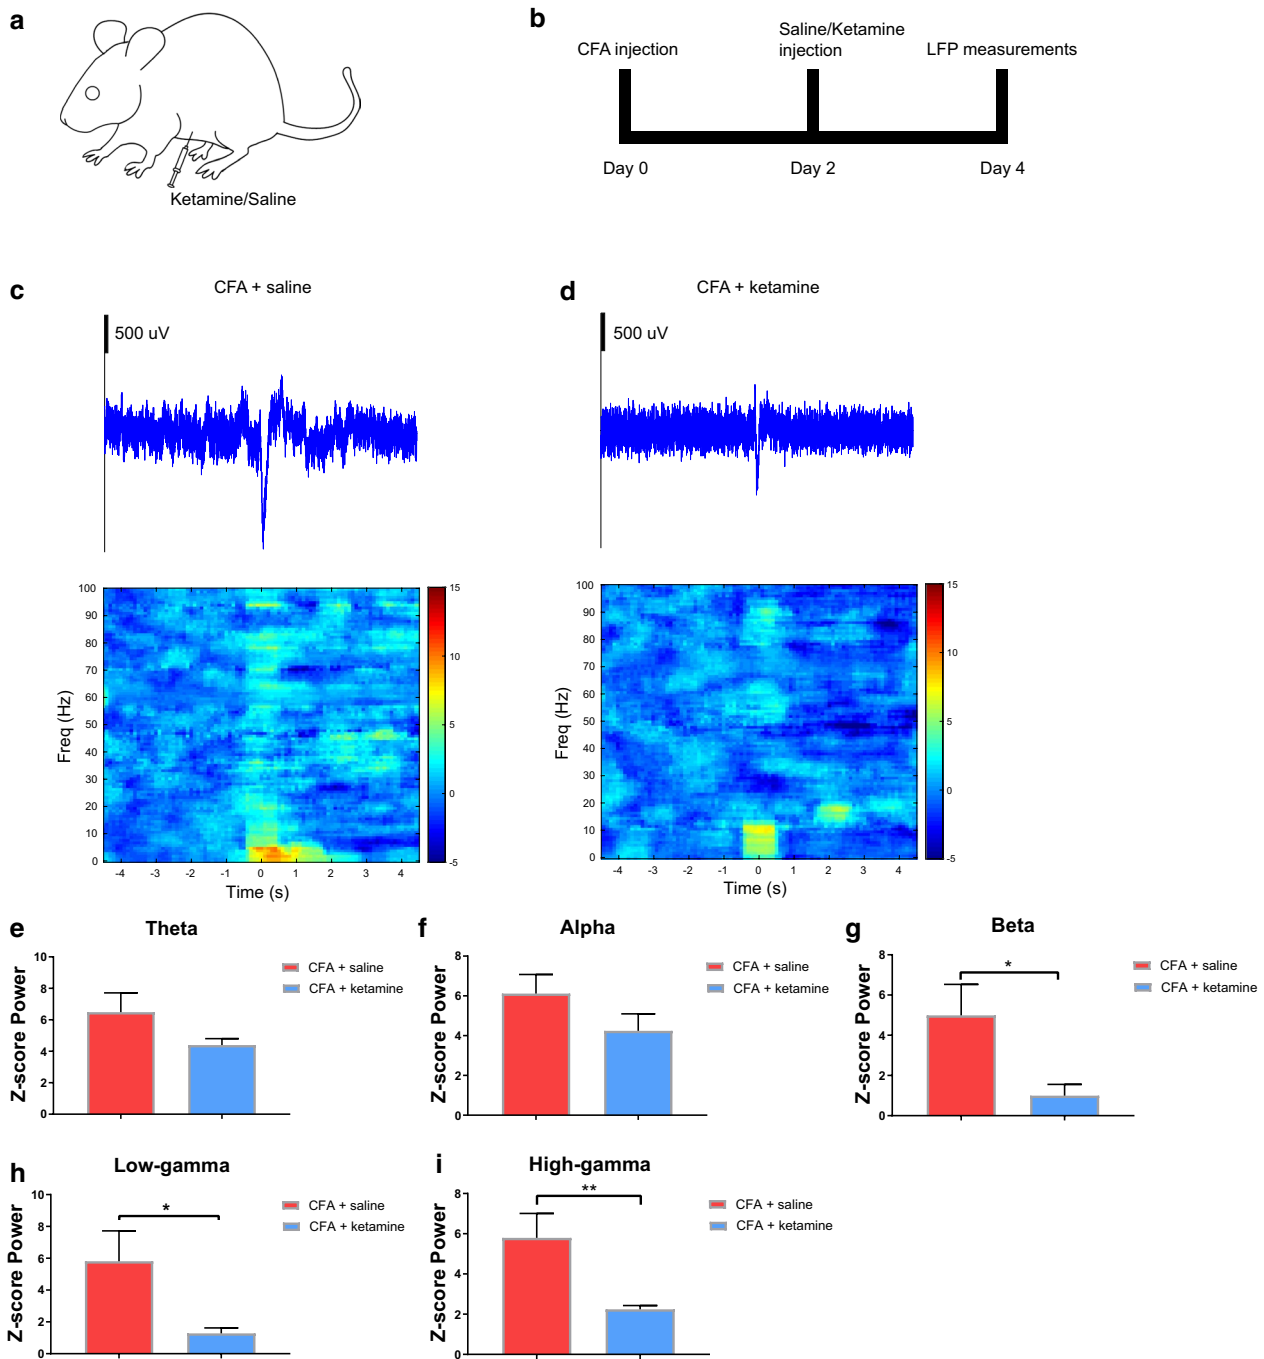 a
Ketamine/Saline
b
CFA injection
Saline/Ketamine
injection
LFP measurements
Day 0
Day 2
Day 4
c
CFA + saline
500 uV
d
CFA + ketamine
500 uV
100
90
80
70
60
50
40
30
20
10
0
Freq (Hz)
-4
-3
-2
-1
0
1
2
3
4
Time (s)
15
10
5
0
-5
100
90
80
70
60
50
40
30
20
10
0
Freq (Hz)
-4
-3
-2
-1
0
1
2
3
4
Time (s)
15
10
5
0
-5
e
Theta
Z-score Power
10
8
6
4
2
0
CFA + saline
CFA + ketamine
f
Alpha
Z-score Power
8
6
4
2
0
CFA + saline
CFA + ketamine
g
Beta
Z-score Power
8
6
4
2
0
*
CFA + saline
CFA + ketamine
h
Low-gamma
Z-score Power
10
8
6
4
2
0
*
CFA + saline
CFA + ketamine
i
High-gamma
Z-score Power
8
6
4
2
0
**
CFA + saline
CFA + ketamine